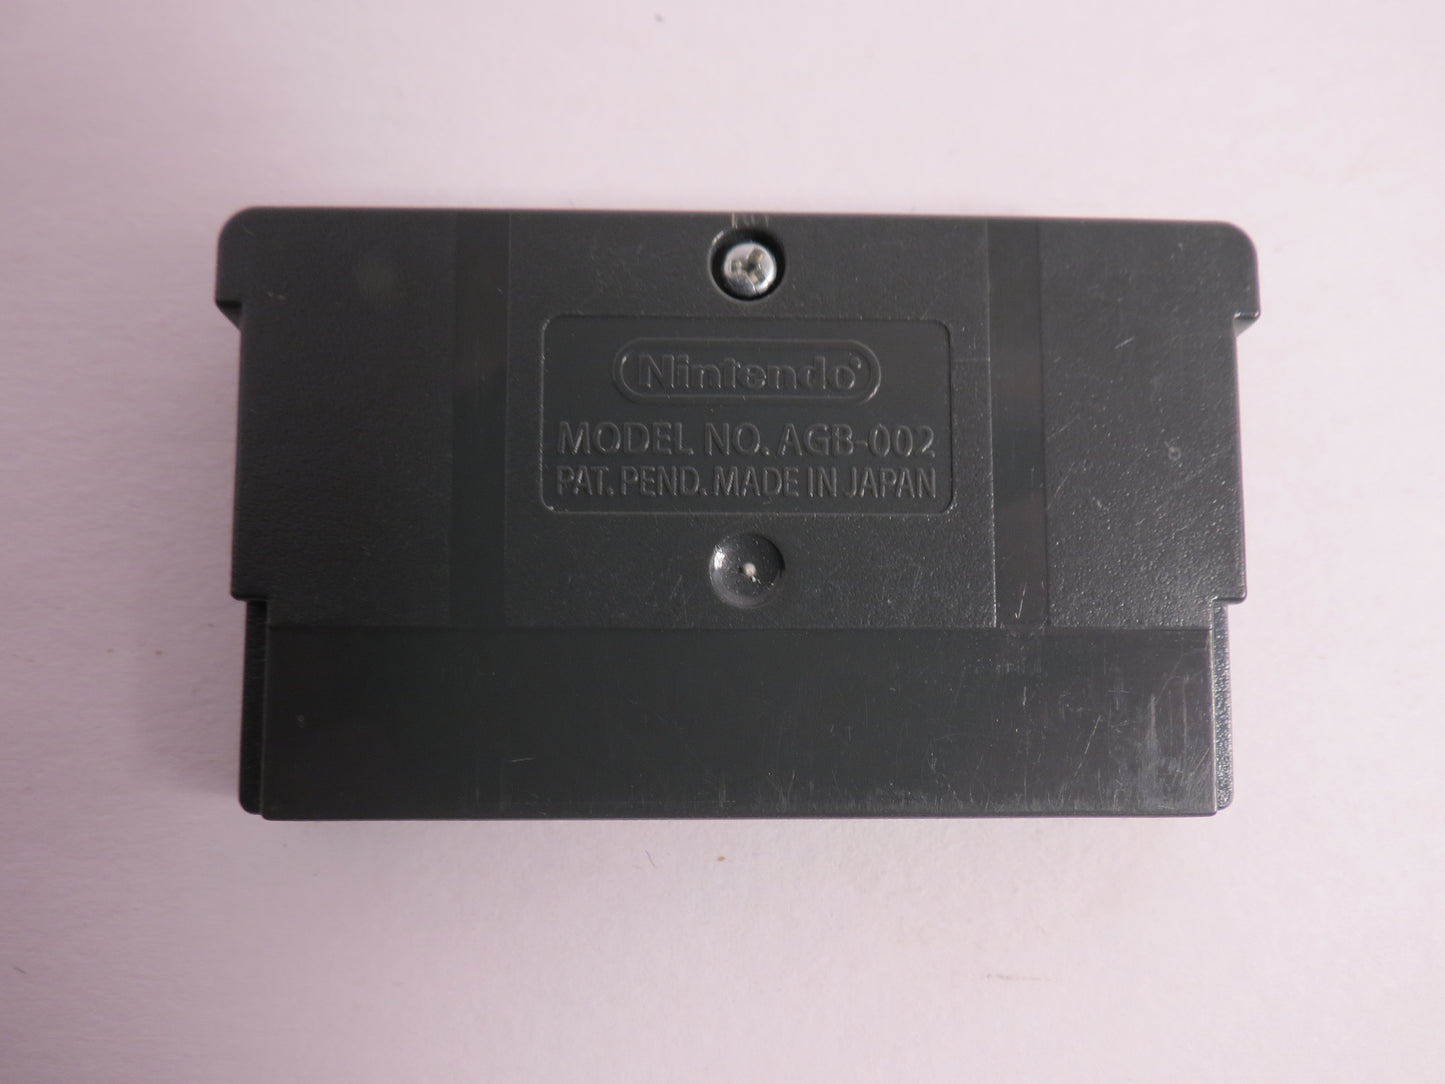 Nintendo®
MODEL NO. AGB-002
PAT. PEND. MADE IN JAPAN